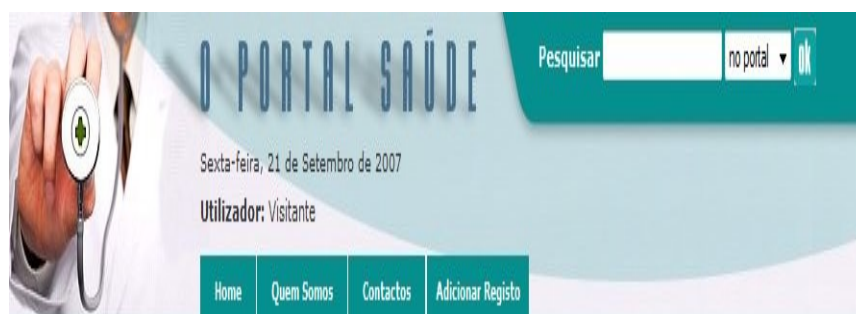 O PORTAL SAÚDE
Pesquisar no portal ok
Sexta-feira, 21 de Setembro de 2007
Utilizador: Visitante
Home Quem Somos Contactos Adicionar Registo